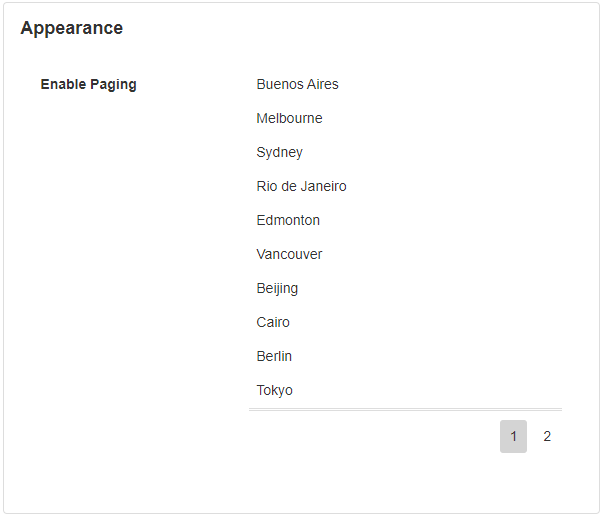 Appearance
Enable Paging
Buenos Aires
Melbourne
Sydney
Rio de Janeiro
Edmonton
Vancouver
Beijing
Cairo
Berlin
Tokyo
1 2